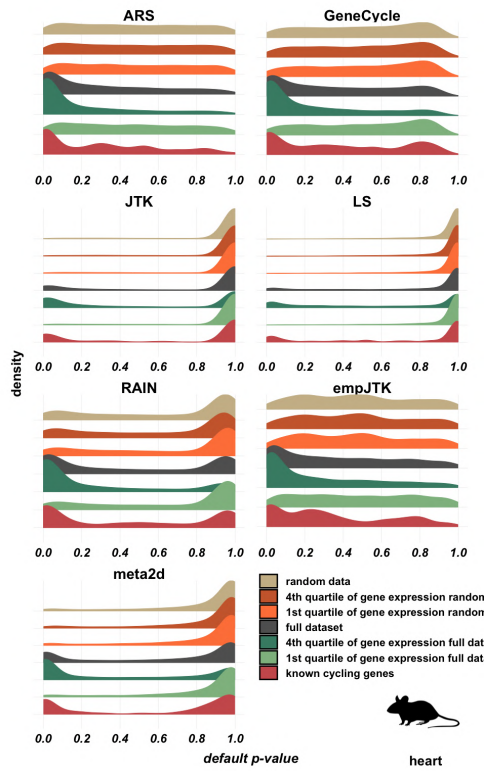 ARS GeneCycle
0.0 0.2 0.4 0.6 0.8 1.0 0.0 0.2 0.4 0.6 0.8 1.0
JTK LS
0.0 0.2 0.4 0.6 0.8 1.0 0.0 0.2 0.4 0.6 0.8 1.0
density
RAIN empJTK
0.0 0.2 0.4 0.6 0.8 1.0 0.0 0.2 0.4 0.6 0.8 1.0
meta2d
0.0 0.2 0.4 0.6 0.8 1.0
default p-value
random data
4th quartile of gene expression random
1st quartile of gene expression random
full dataset
4th quartile of gene expression full dat
1st quartile of gene expression full dat
known cycling genes
heart